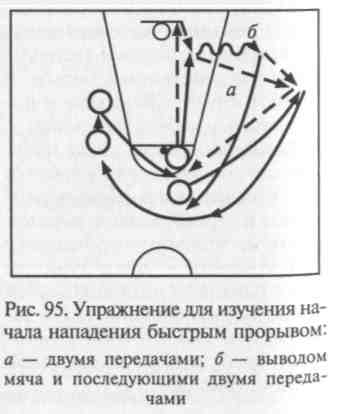 б
а
Рис. 95. Упражнение для изучения на-
чала нападения быстрым прорывом:
а — двумя передачами; б — выводом
мяча и последующими двумя переда-
чами